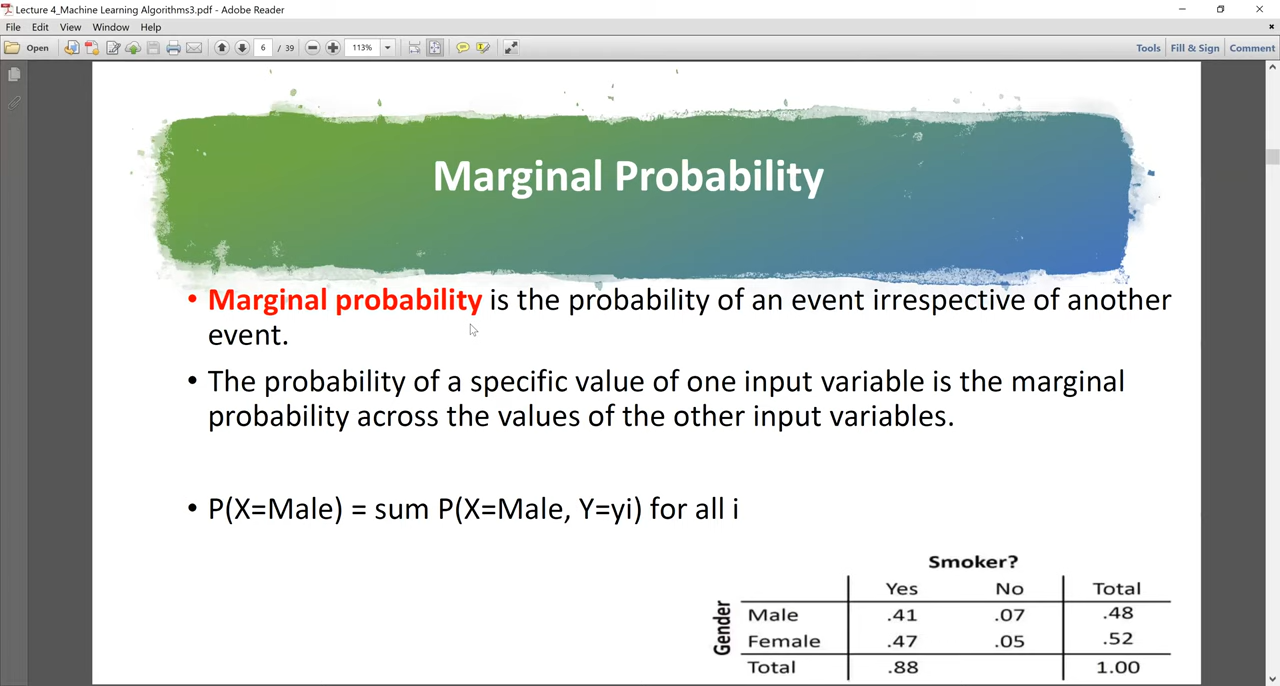 Lecture 4_Machine Learning Algorithms3.pdf - Adobe Reader
File Edit View Window Help
Open 6 / 39 113% Tools Fill & Sign Comment
Marginal Probability
• Marginal probability is the probability of an event irrespective of another
event.
• The probability of a specific value of one input variable is the marginal
probability across the values of the other input variables.
• P(X=Male) = sum P(X=Male, Y=yi) for all i
Smoker?
Yes No Total
Gender
Male .41 .07 .48
Female .47 .05 .52
Total .88 1.00